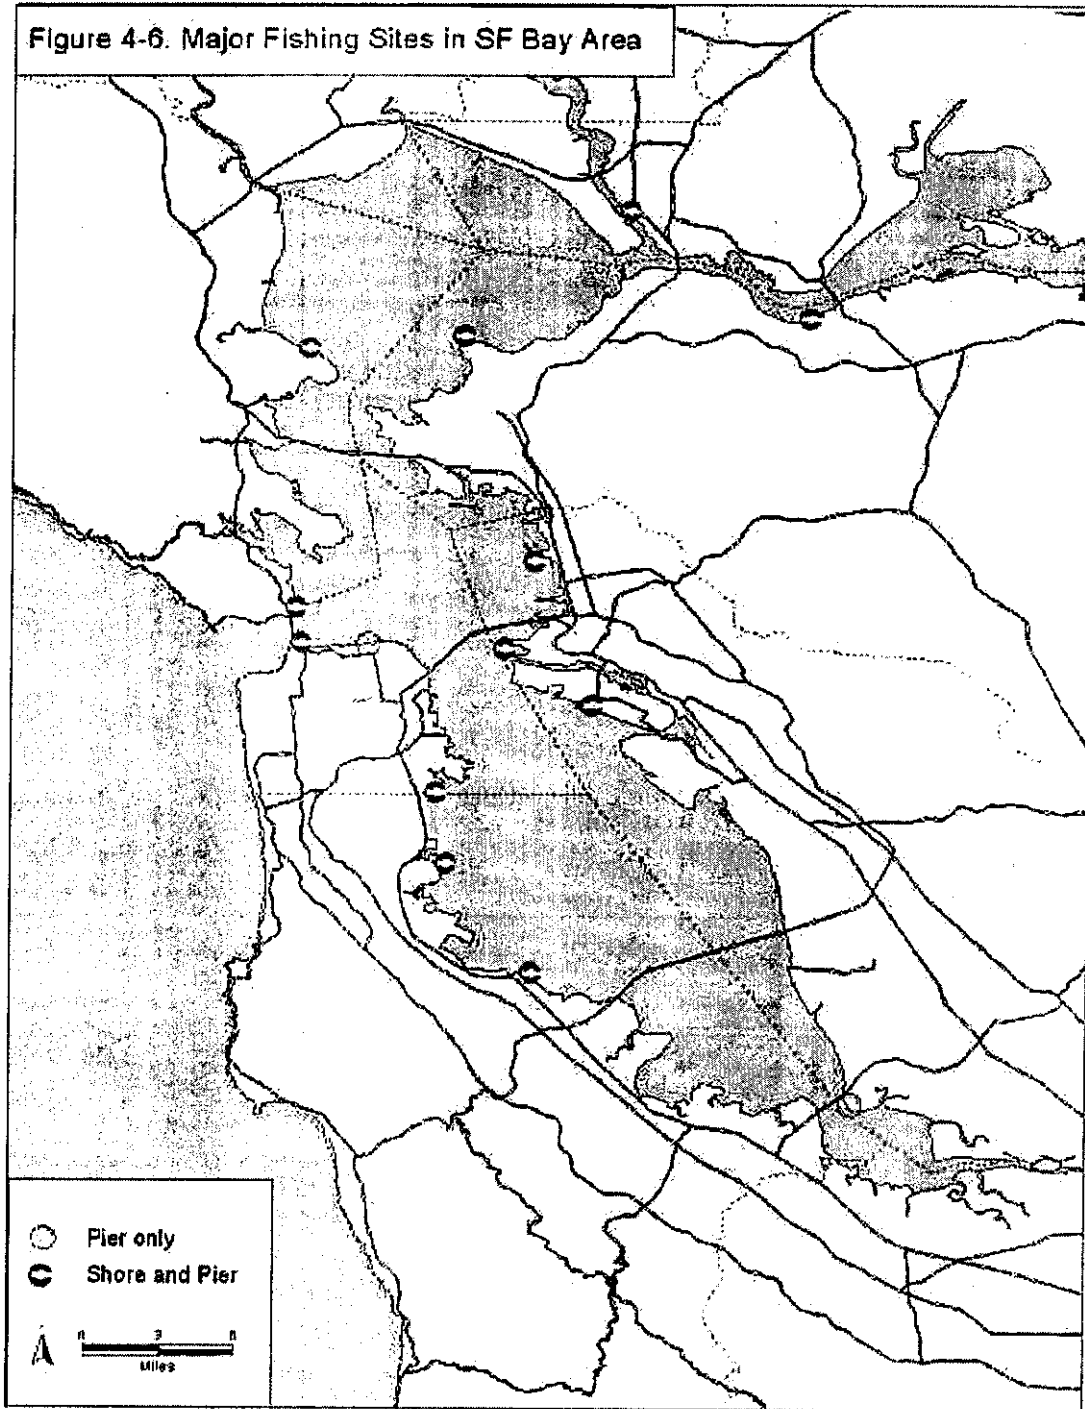 Figure 4-6. Major Fishing Sites in SF Bay Area
Pier only
Shore and Pier
Miles